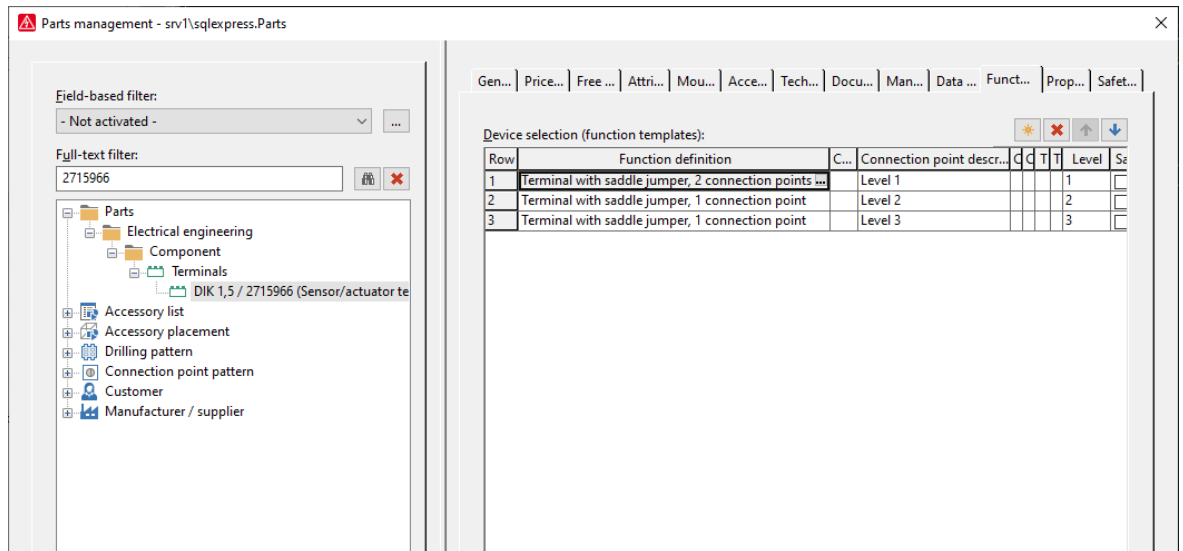 Parts management - srv1\sqlexpress.Parts
Field-based filter:
- Not activated -
...
Full-text filter:
2715966
Parts
Electrical engineering
Component
Terminals
DIK 1,5 / 2715966 (Sensor/actuator te
Accessory list
Accessory placement
Drilling pattern
Connection point pattern
Customer
Manufacturer / supplier
Gen... Price... Free ... Attri... Mou... Acce... Tech... Docu... Man... Data ... Funct... Prop... Safet...
Device selection (function templates):
Row Function definition C... Connection point descr... C C T T Level Sa
1 Terminal with saddle jumper, 2 connection points ... Level 1 1
2 Terminal with saddle jumper, 1 connection point Level 2 2
3 Terminal with saddle jumper, 1 connection point Level 3 3